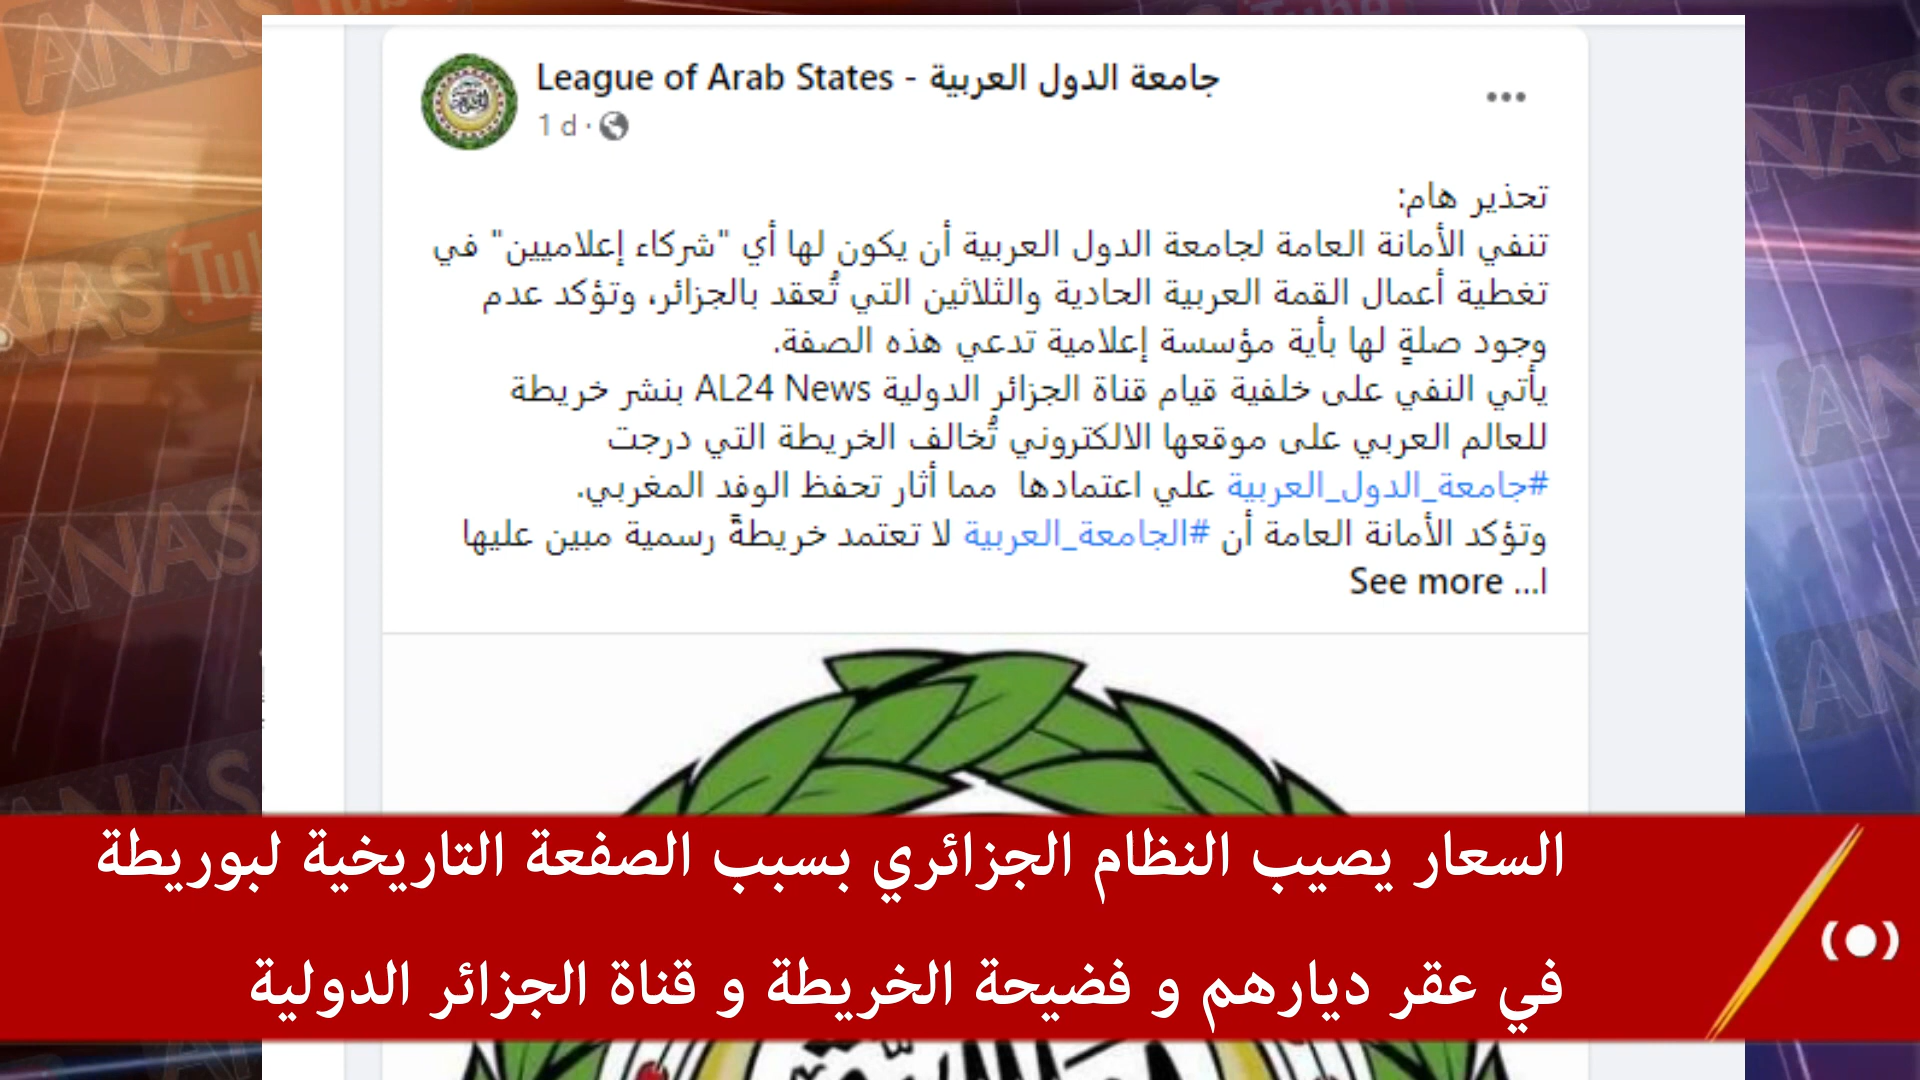 League of Arab States - جامعة الدول العربية
1 d ·
تحذير هام:
تنفي الأمانة العامة لجامعة الدول العربية أن يكون لها أي "شركاء إعلاميين" في
تغطية أعمال القمة العربية الحادية والثلاثين التي تُعقد بالجزائر، وتؤكد عدم
وجود صلةٍ لها بأية مؤسسة إعلامية تدعي هذه الصفة.
يأتي النفي على خلفية قيام قناة الجزائر الدولية AL24 News بنشر خريطة
للعالم العربي على موقعها الالكتروني تُخالف الخريطة التي درجت
#جامعة_الدول_العربية علي اعتمادها مما أثار تحفظ الوفد المغربي.
وتؤكد الأمانة العامة أن #الجامعة_العربية لا تعتمد خريطةً رسمية مبين عليها
ا... See more
السعار يصيب النظام الجزائري بسبب الصفعة التاريخية لبوريطة
في عقر ديارهم و فضيحة الخريطة و قناة الجزائر الدولية
ANAS Tube